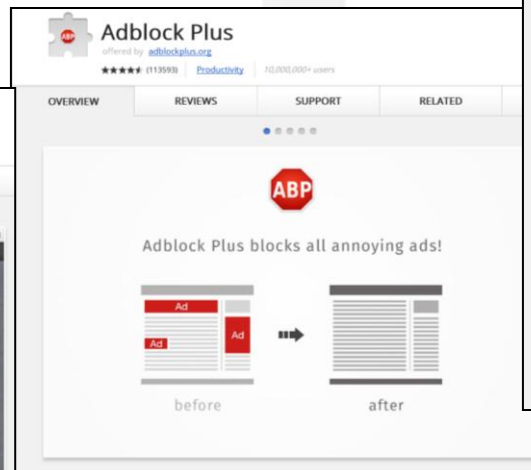 ABP
Adblock Plus
offered by adblockplus.org
(113593) Productivity 10,000,000+ users
OVERVIEW REVIEWS SUPPORT RELATED
ABP
Adblock Plus blocks all annoying ads!
Ad
Ad
Ad
before after